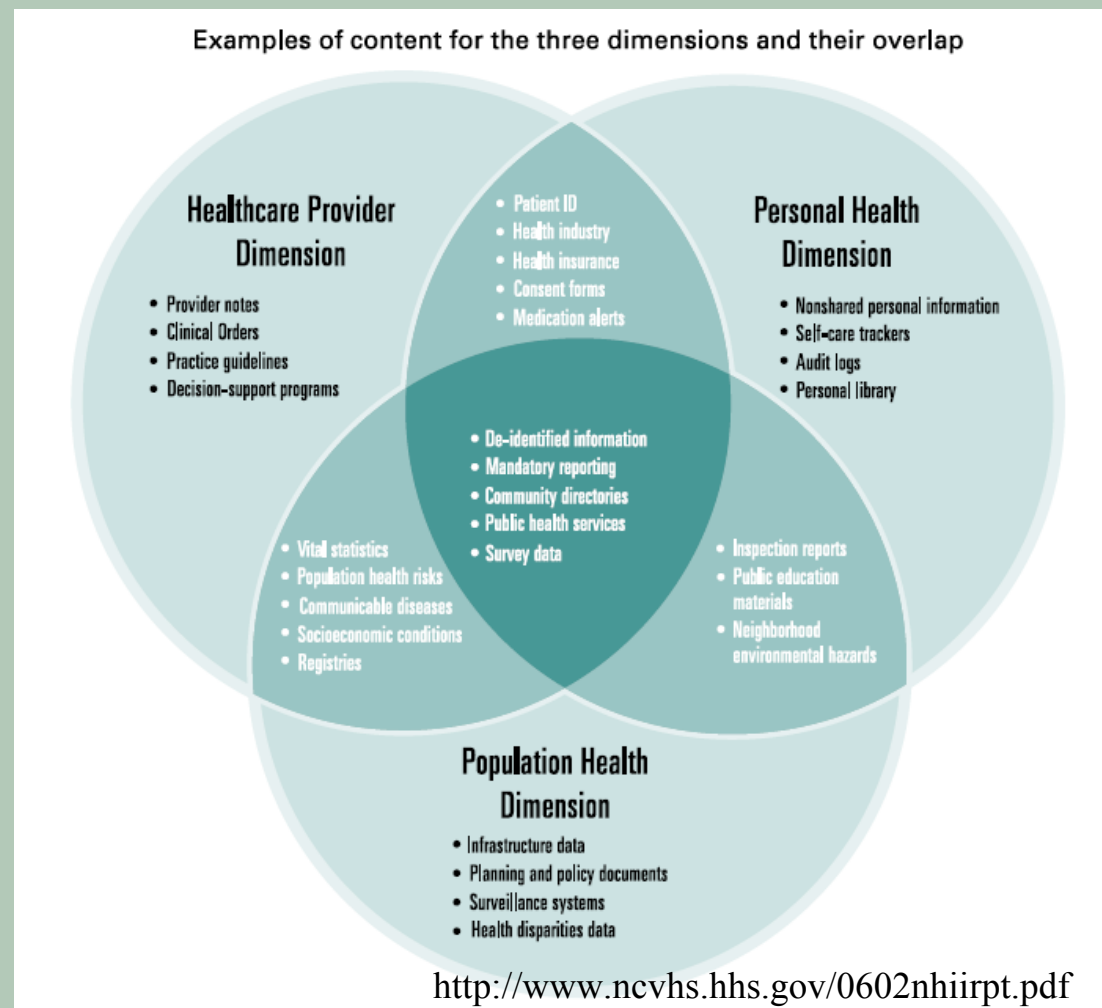 Examples of content for the three dimensions and their overlap
Healthcare Provider
Dimension
• Provider notes
• Clinical Orders
• Practice guidelines
• Decision-support programs
• Patient ID
• Health industry
• Health insurance
• Consent forms
• Medication alerts
Personal Health
Dimension
• Nonshared personal information
• Self-care trackers
• Audit logs
• Personal library
• De-identified information
• Mandatory reporting
• Community directories
• Public health services
• Survey data
• Vital statistics
• Population health risks
• Communicable diseases
• Socioeconomic conditions
• Registries
• Inspection reports
• Public education
materials
• Neighborhood
environmental hazards
Population Health
Dimension
• Infrastructure data
• Planning and policy documents
• Surveillance systems
• Health disparities data
http://www.ncvhs.hhs.gov/0602nhiirpt.pdf